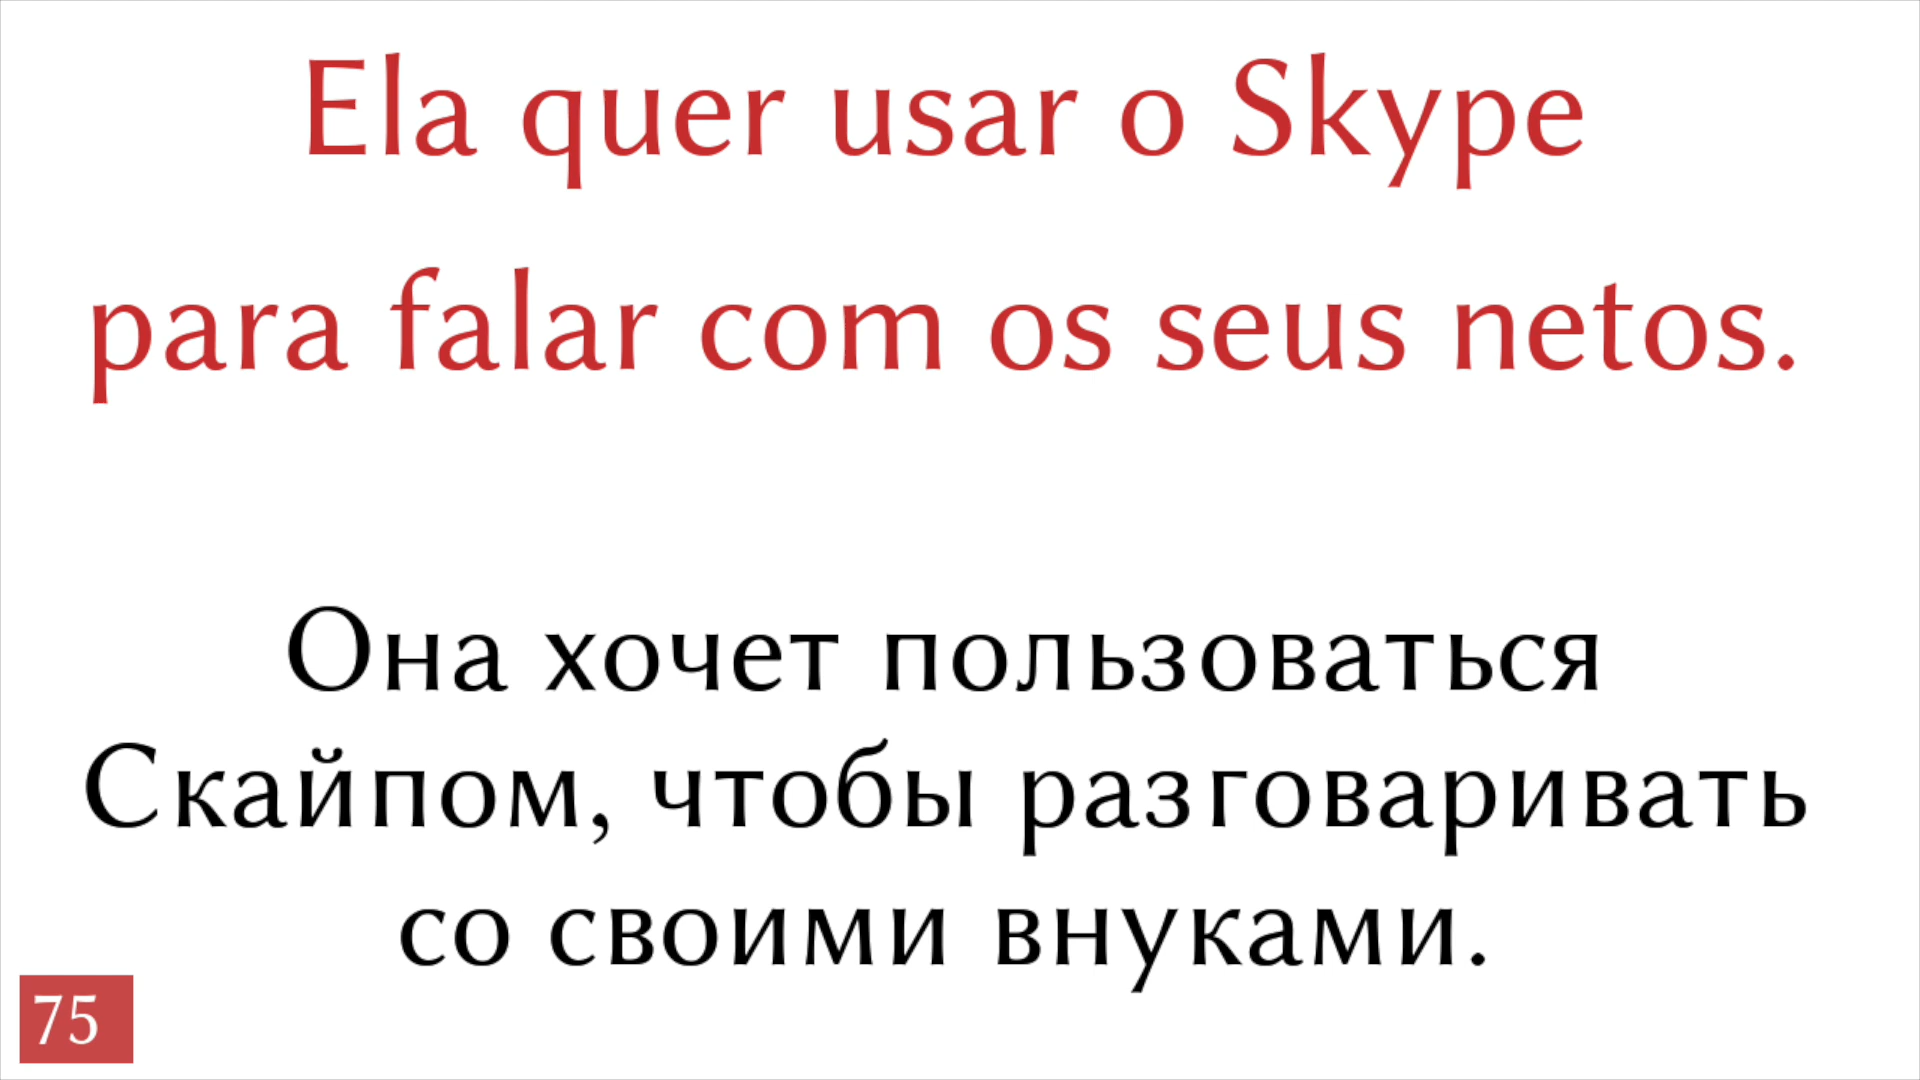 Ela quer usar o Skype
para falar com os seus netos.
Она хочет пользоваться
Скайпом, чтобы разговаривать
со своими внуками.
75